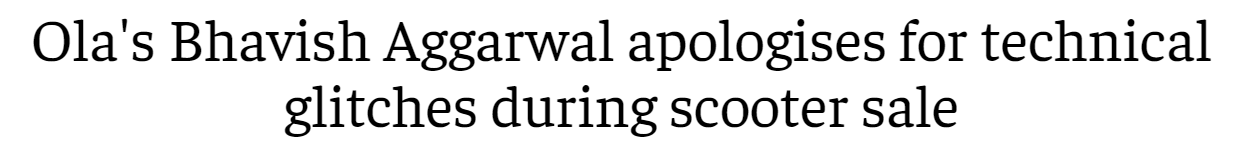 Ola's Bhavish Aggarwal apologises for technical
glitches during scooter sale